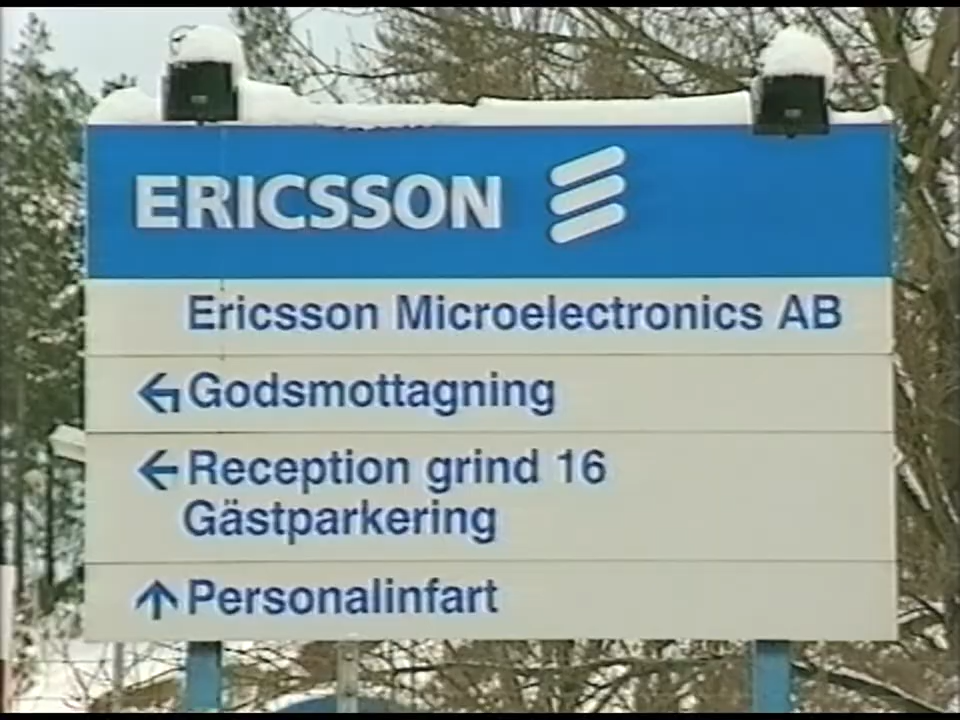 ERICSSON
Ericsson Microelectronics AB
Godsmottagning
Reception grind 16
Gästparkering
Personalinfart